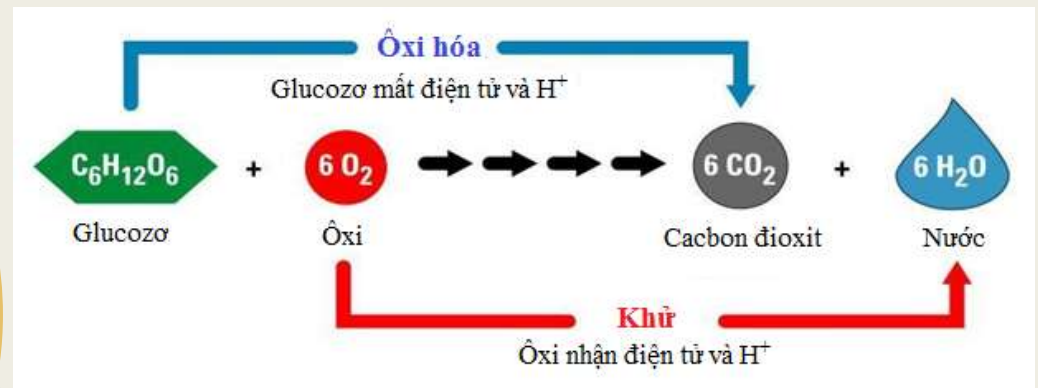 Ôxi hóa
Glucozơ mất điện tử và H⁺
C₆H₁₂O₆ + 6 O₂ 6 CO₂ + 6 H₂O
Glucozơ Ôxi Cacbon đioxit Nước
Khử
Ôxi nhận điện tử và H⁺